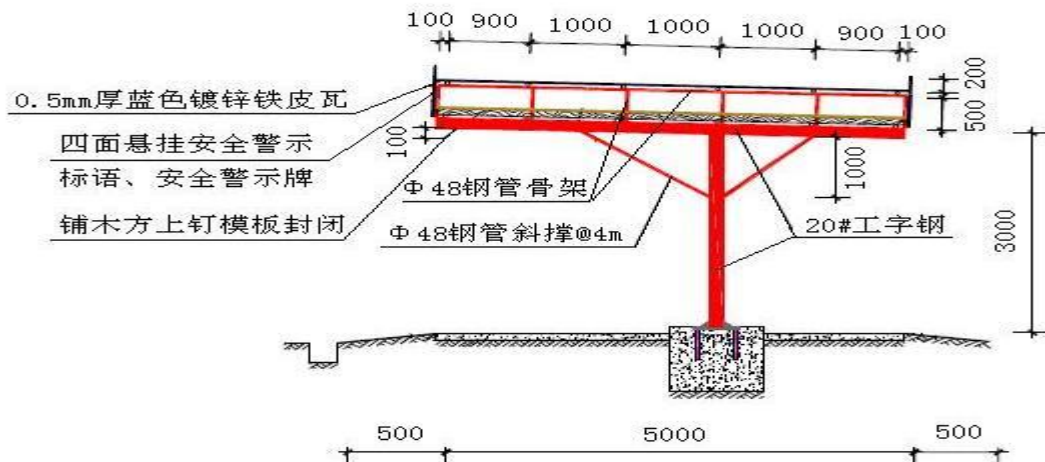 100 900 1000 1000 1000 900 100
200
0.5mm厚蓝色镀锌铁皮瓦
500
四面悬挂安全警示
100
标语、安全警示牌
Φ48钢管骨架
1000
铺木方上钉模板封闭
Φ48钢管斜撑@4m
20#工字钢
3000
500 5000 500